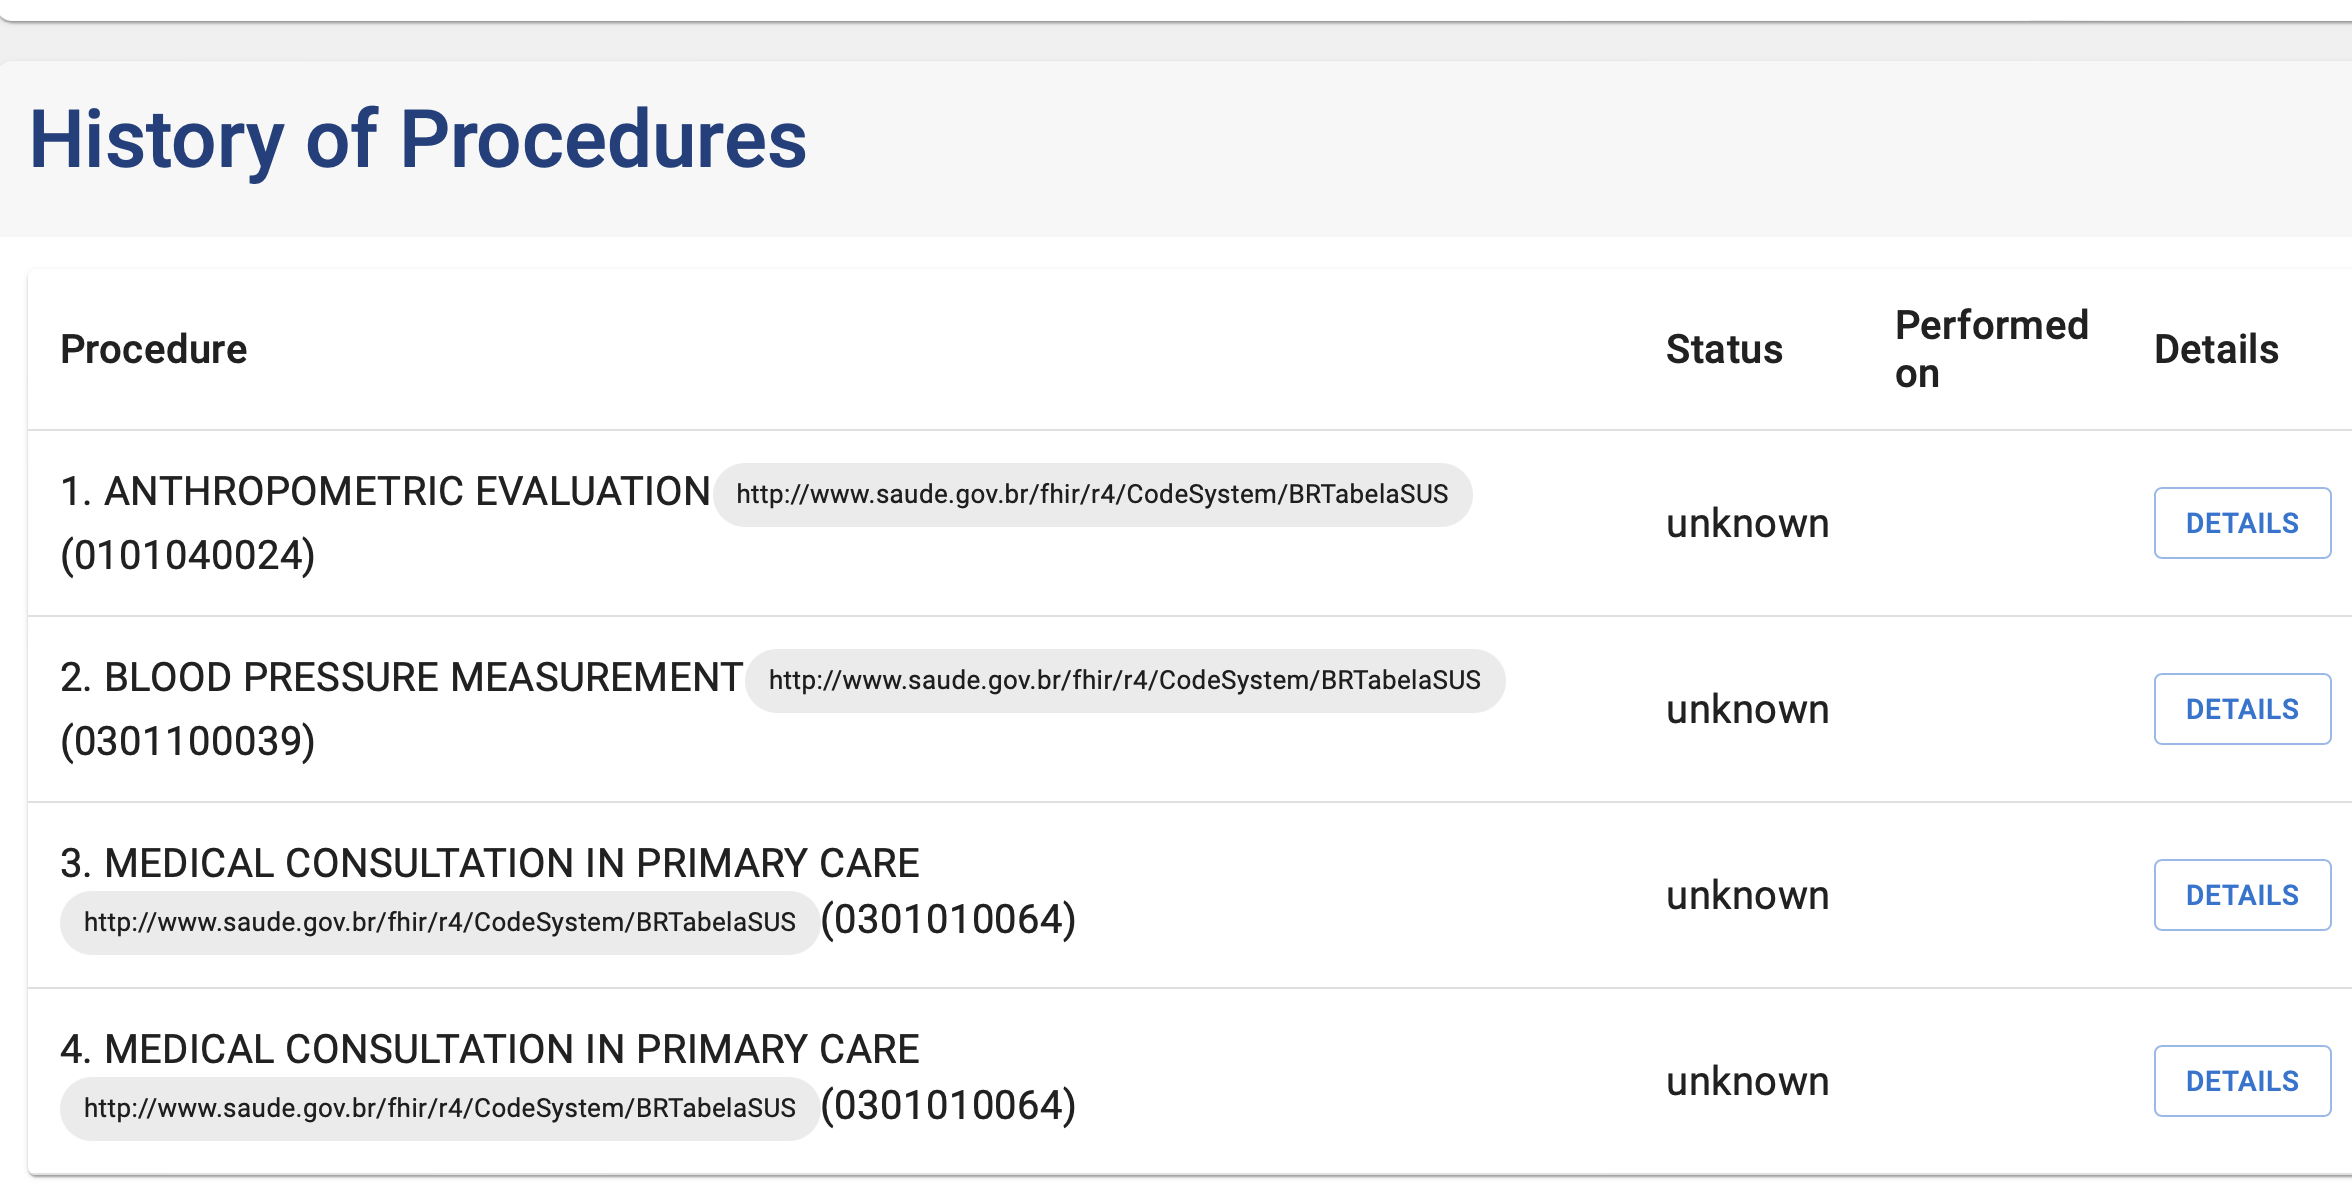 History of Procedures
Procedure Status Performed on Details
1. ANTHROPOMETRIC EVALUATION http://www.saude.gov.br/fhir/r4/CodeSystem/BRTabelaSUS
(0101040024) unknown DETAILS
2. BLOOD PRESSURE MEASUREMENT http://www.saude.gov.br/fhir/r4/CodeSystem/BRTabelaSUS
(0301100039) unknown DETAILS
3. MEDICAL CONSULTATION IN PRIMARY CARE
http://www.saude.gov.br/fhir/r4/CodeSystem/BRTabelaSUS (0301010064) unknown DETAILS
4. MEDICAL CONSULTATION IN PRIMARY CARE
http://www.saude.gov.br/fhir/r4/CodeSystem/BRTabelaSUS (0301010064) unknown DETAILS